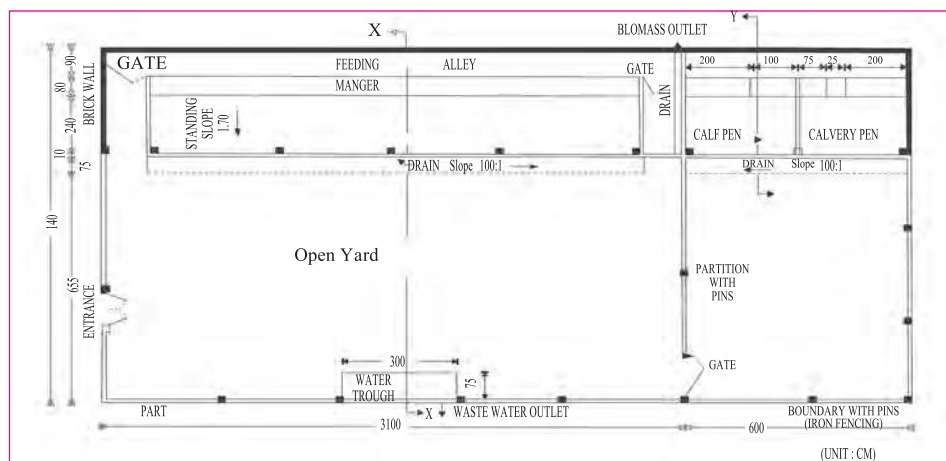 X
Y
BLOMASS OUTLET
GATE
FEEDING ALLEY
GATE
200 100 75 25 200
MANGER
BRICK WALL
90
80
240
10
75
655
140
STANDING
SLOPE
1.70
DRAIN
CALF PEN
CALVERY PEN
DRAIN Slope 100:1
DRAIN Slope 100:1
Open Yard
PARTITION
WITH
PINS
ENTRANCE
300
WATER
TROUGH
75
GATE
PART
X
WASTE WATER OUTLET
BOUNDARY WITH PINS
(IRON FENCING)
3100
600
(UNIT : CM)